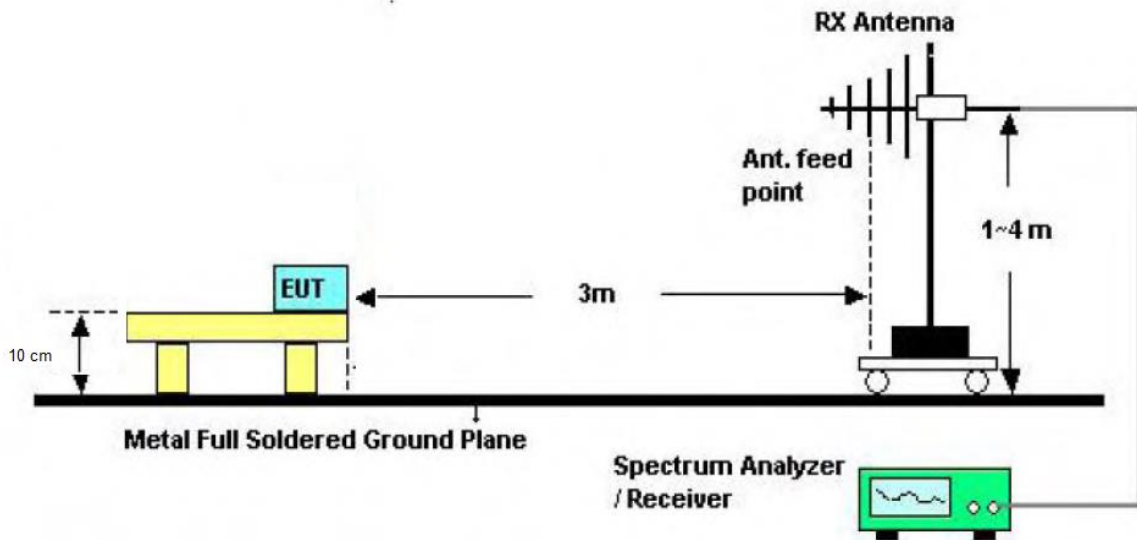 RX Antenna
Ant. feed
point
1~4 m
EUT
3m
10 cm
Metal Full Soldered Ground Plane
Spectrum Analyzer
/ Receiver